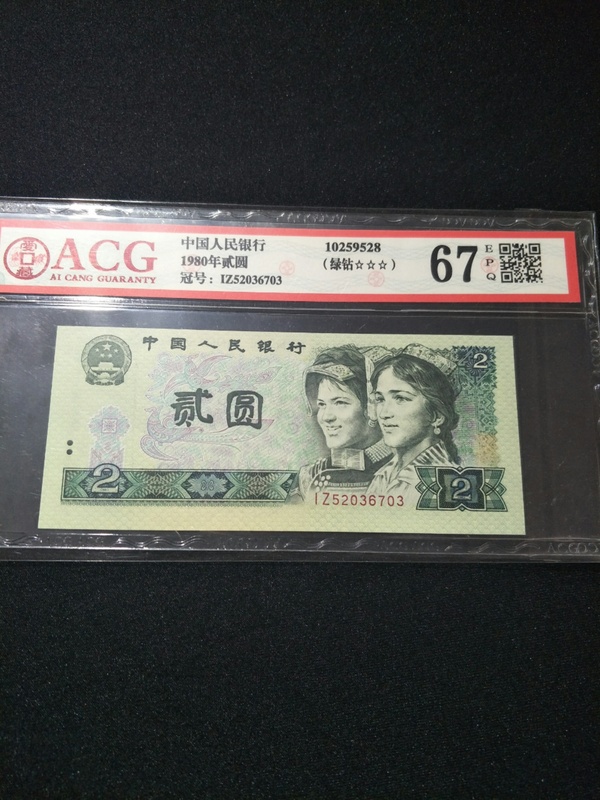 ACG
AI CANG GUARANTY
中国人民银行
1980年贰圆
冠号: IZ52036703
10259528
(绿钻☆☆☆)
67
EPQ
中国人民银行
2
贰圆
2
IZ52036703
2